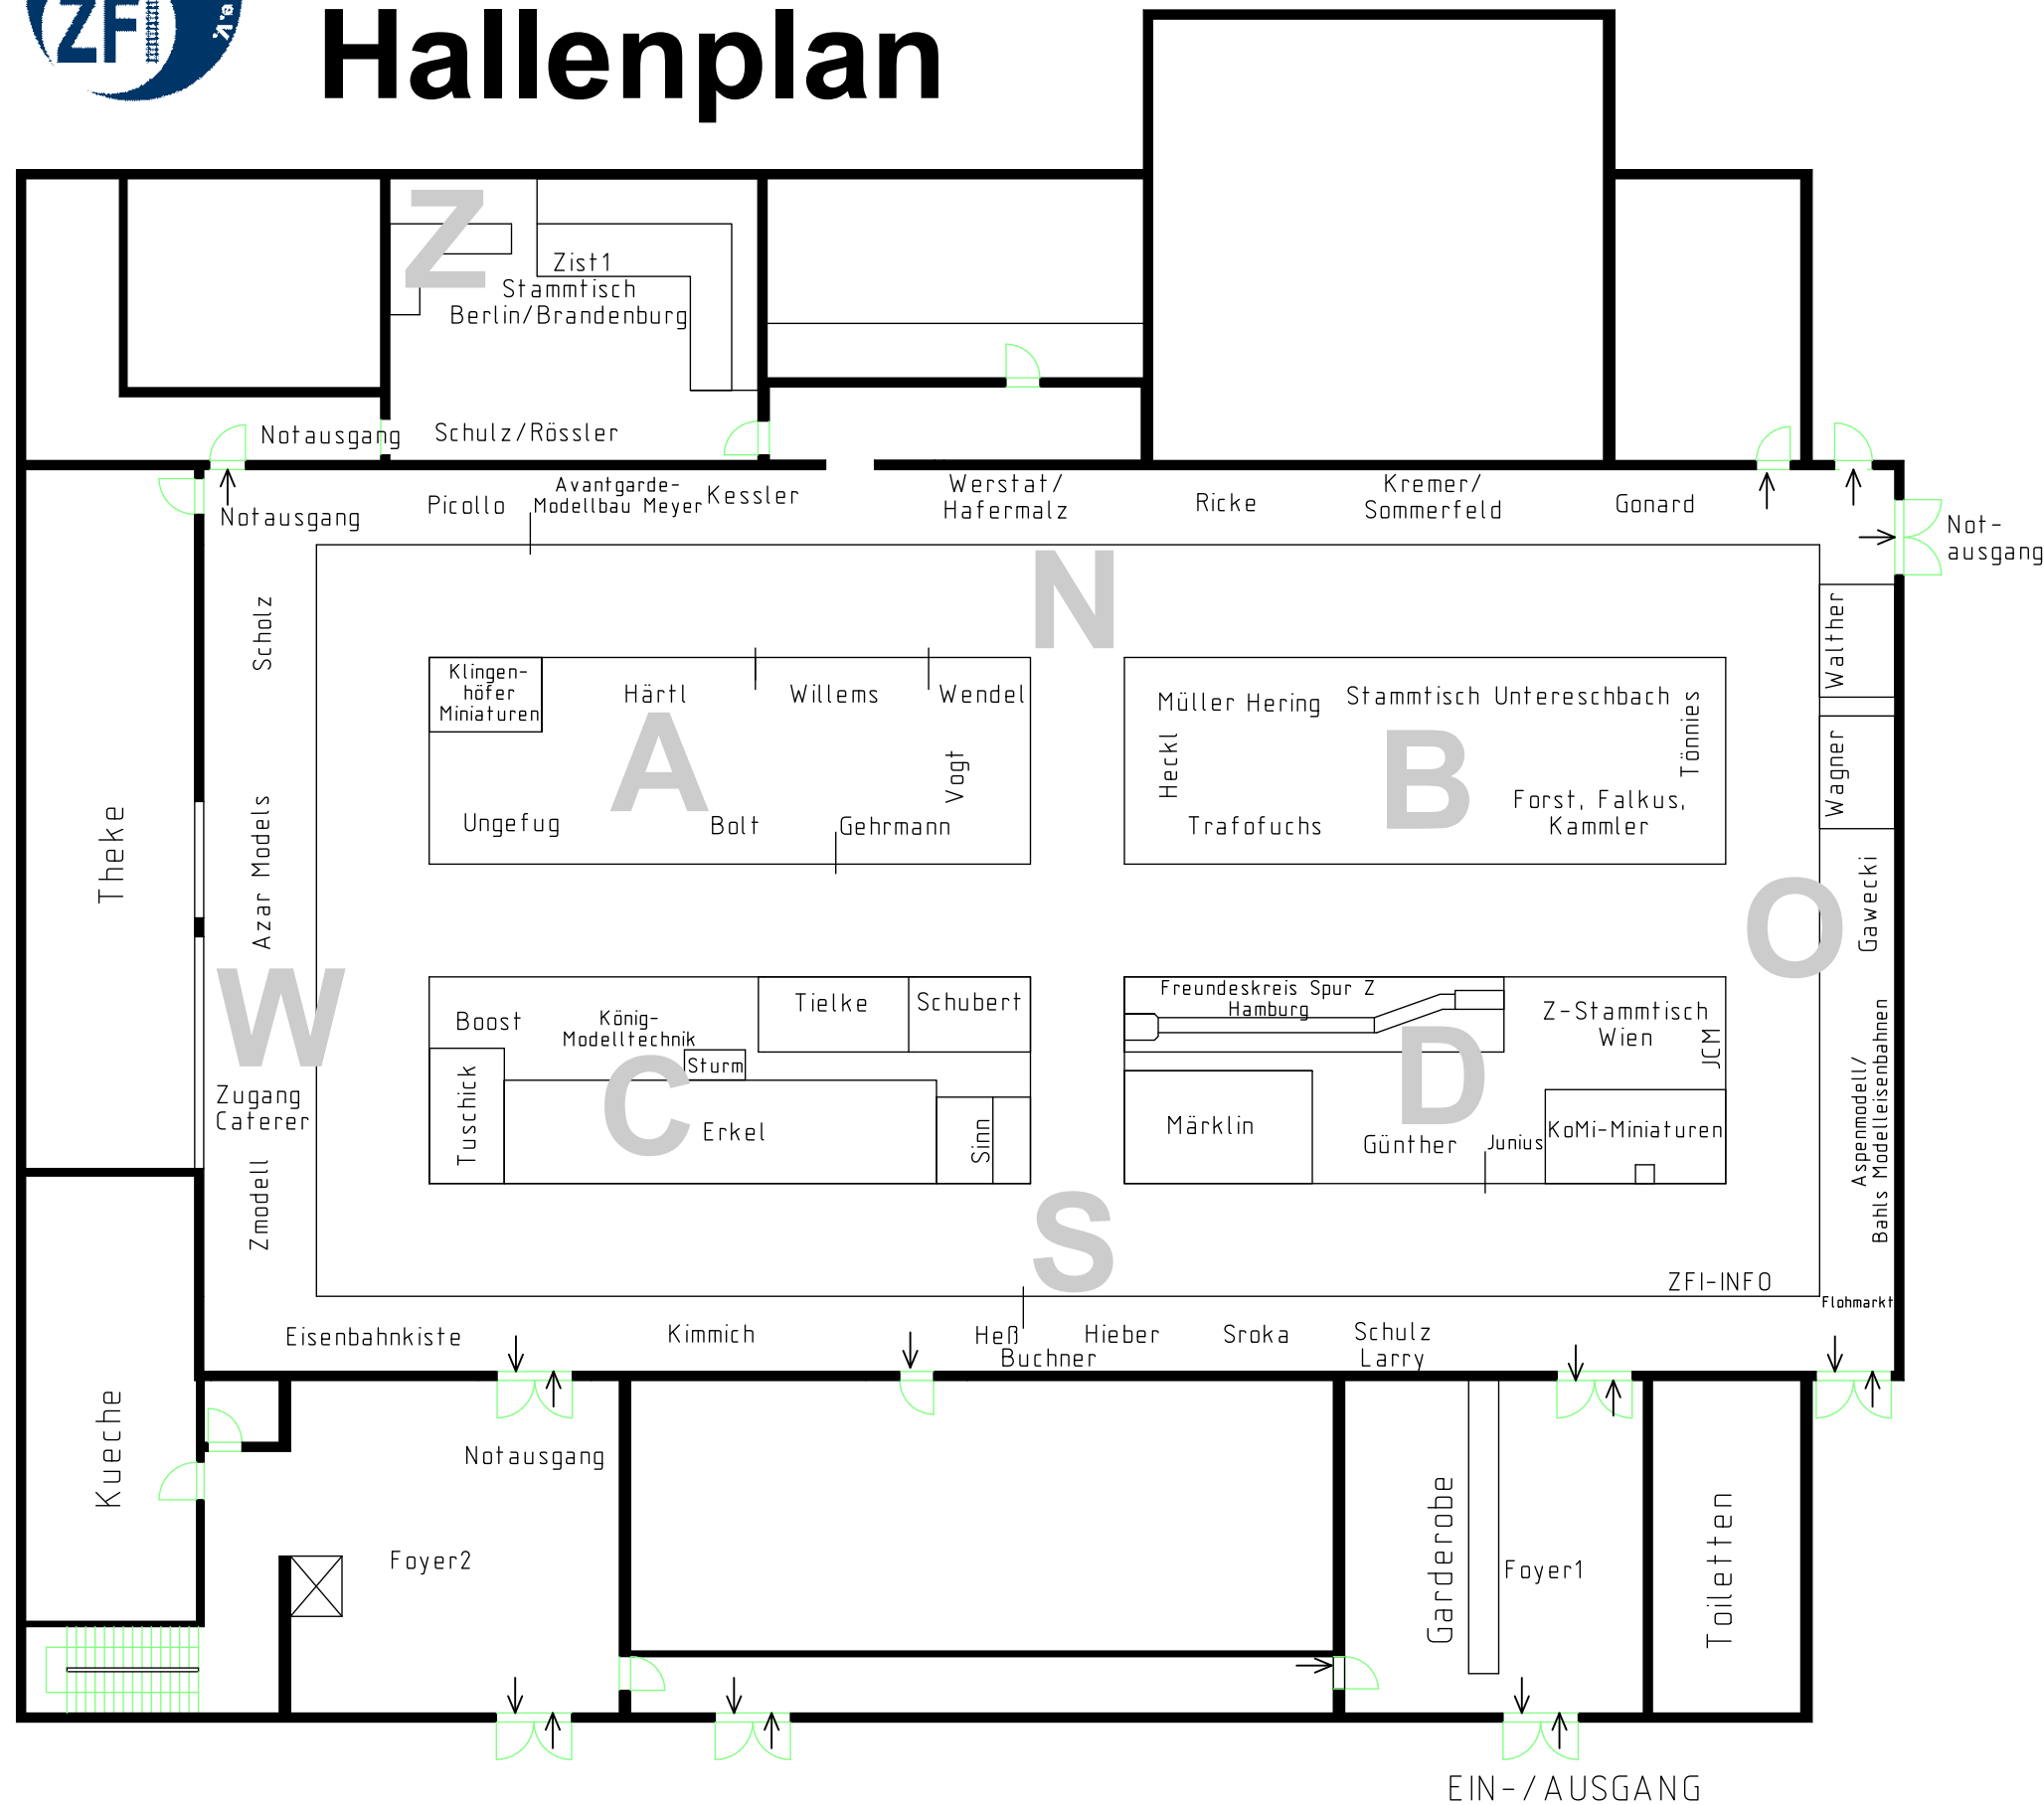 ZFI
e.V.
Hallenplan
Z
Zist1
Stammtisch
Berlin/Brandenburg
Notausgang
Schulz/Rössler
Notausgang
Picollo
Avantgarde-
Modellbau Meyer
Kessler
Werstat/
Hafermalz
Ricke
Kremer/
Sommerfeld
Gonard
Not-
ausgang
N
Scholz
Walther
Klingen-
höfer
Miniaturen
Härtl
Willems
Wendel
A
Vogt
Ungefug
Bolt
Gehrmann
Müller Hering
Stammtisch Untereschbach
Tönnies
Heckl
B
Trafofuchs
Forst, Falkus,
Kammler
Wagner
Theke
Azar Models
Gawecki
O
W
Boost
König-
Modelltechnik
Tielke
Schubert
Sturm
Tuschick
C
Erkel
Sinn
Freundeskreis Spur Z
Hamburg
Z-Stammtisch
Wien
JCM
D
Märklin
Günther
Junius
KoMi-Miniaturen
Aspenmodell/
Bahls Modelleisenbahnen
Zugang
Caterer
Zmodell
S
ZFI-INFO
Flohmarkt
Eisenbahnkiste
Kimmich
Heß
Buchner
Hieber
Sroka
Schulz
Larry
Kueche
Notausgang
Foyer2
Garderobe
Foyer1
Toiletten
EIN-/AUSGANG